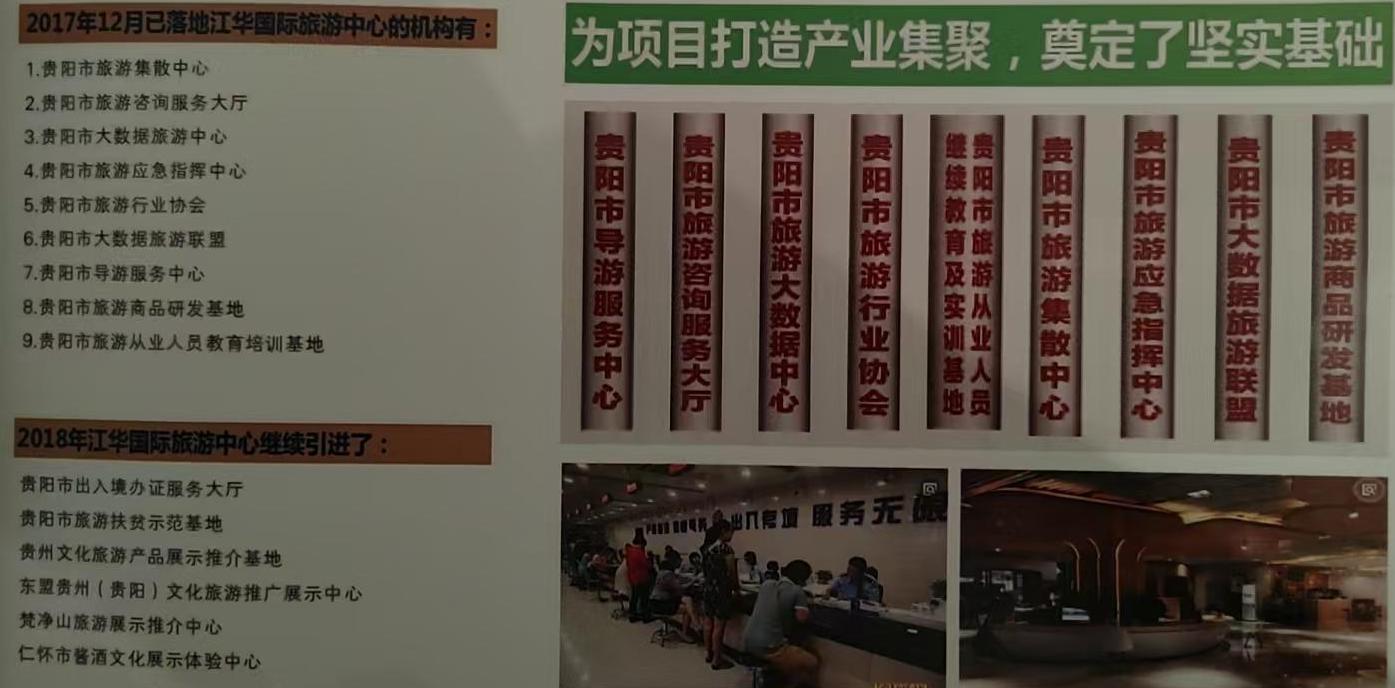 2017年12月已落地江华国际旅游中心的机构有：
1.贵阳市旅游集散中心
2.贵阳市旅游咨询服务大厅
3.贵阳市大数据旅游中心
4.贵阳市旅游应急指挥中心
5.贵阳市旅游行业协会
6.贵阳市大数据旅游联盟
7.贵阳市导游服务中心
8.贵阳市旅游商品研发基地
9.贵阳市旅游从业人员教育培训基地
2018年江华国际旅游中心继续引进了：
贵阳市出入境办证服务大厅
贵阳市旅游扶贫示范基地
贵州文化旅游产品展示推介基地
东盟贵州（贵阳）文化旅游推广展示中心
梵净山旅游展示推介中心
仁怀市酱酒文化展示体验中心
为项目打造产业集聚，奠定了坚实基础
贵阳市导游服务中心
贵阳市旅游咨询服务大厅
贵阳市旅游大数据中心
贵阳市旅游行业协会
贵阳市旅游从业人员
继续教育及实训基地
贵阳市旅游集散中心
贵阳市旅游应急指挥中心
贵阳市大数据旅游联盟
贵阳市旅游商品研发基地
服务无